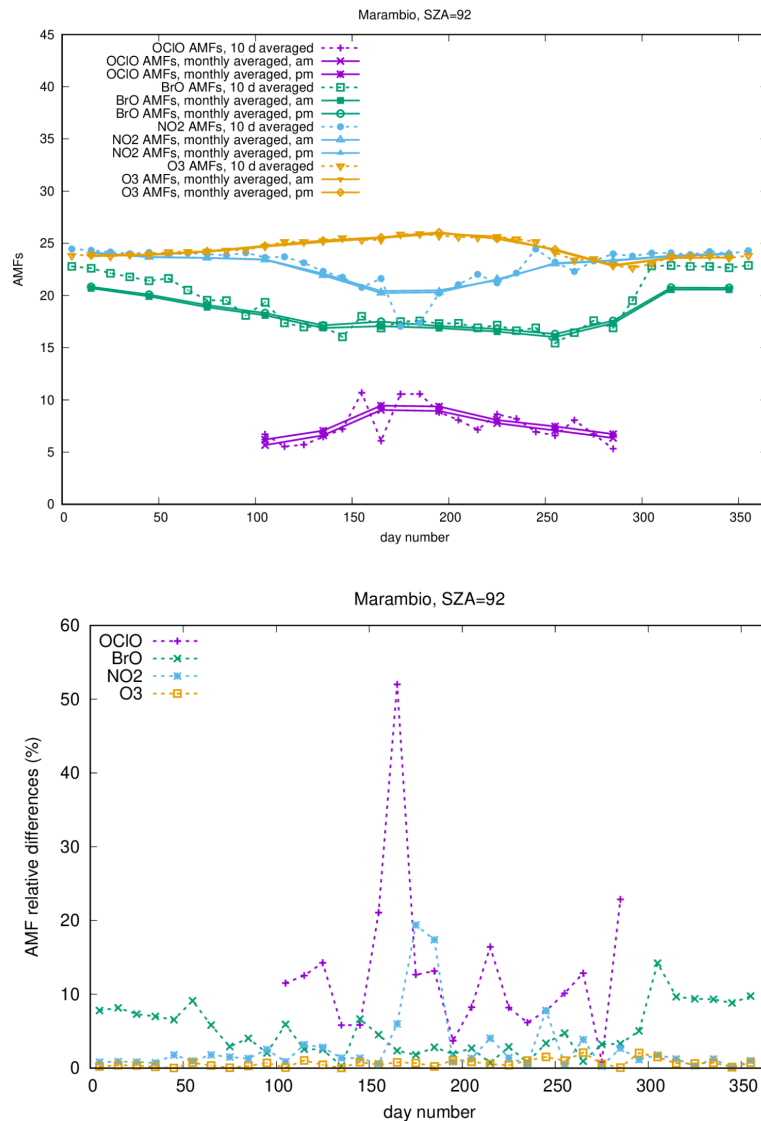 Marambio, SZA=92
45
40
35
30
25
20
15
10
5
0
AMFs
OClO AMFs, 10 d averaged
OClO AMFs, monthly averaged, am
OClO AMFs, monthly averaged, pm
BrO AMFs, 10 d averaged
BrO AMFs, monthly averaged, am
BrO AMFs, monthly averaged, pm
NO2 AMFs, 10 d averaged
NO2 AMFs, monthly averaged, am
NO2 AMFs, monthly averaged, pm
O3 AMFs, 10 d averaged
O3 AMFs, monthly averaged, am
O3 AMFs, monthly averaged, pm
0 50 100 150 200 250 300 350
day number
Marambio, SZA=92
60
50
40
30
20
10
0
AMF relative differences (%)
OClO
BrO
NO2
O3
0 50 100 150 200 250 300 350
day number